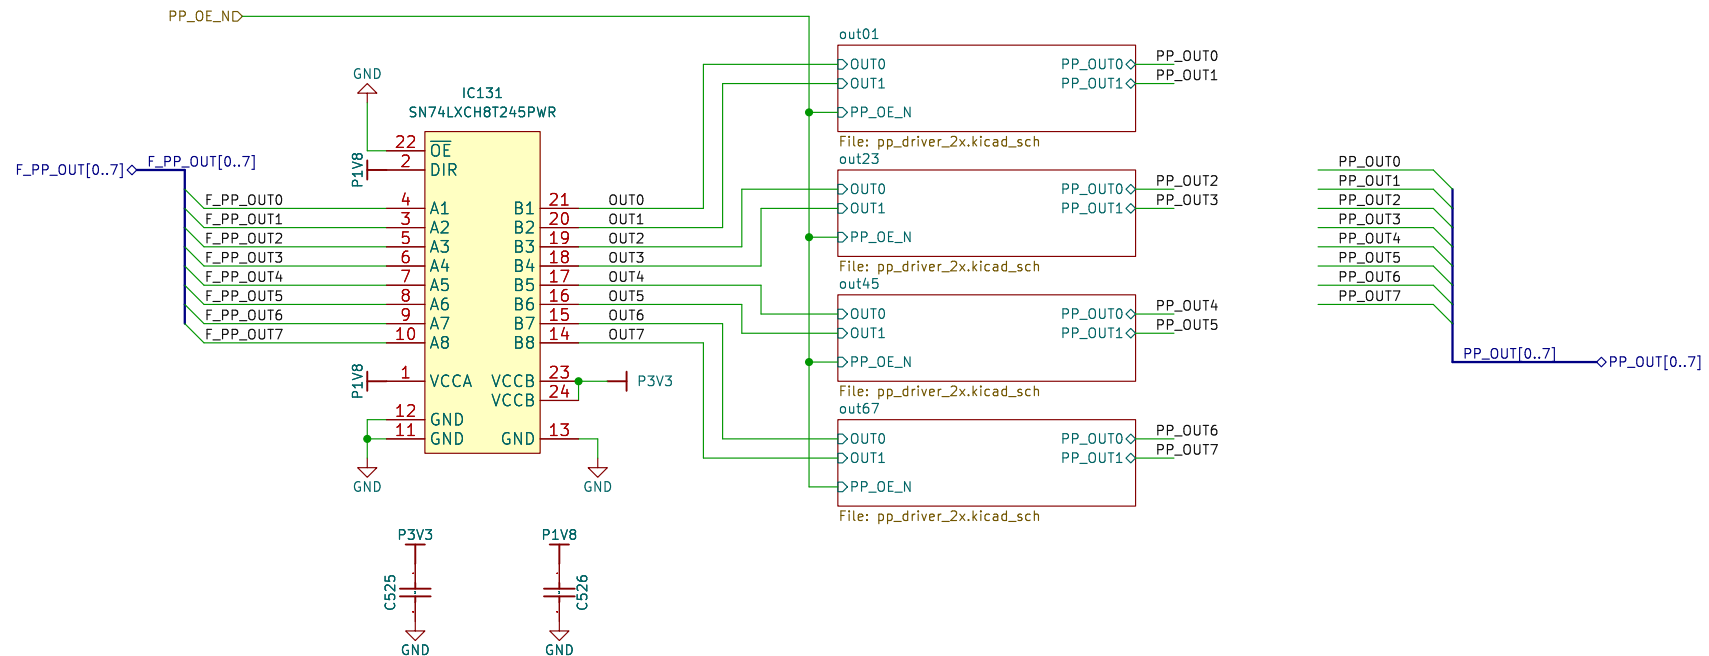 PP_OE_N
out01
PP_OUT0
OUT0
PP_OUT0
PP_OUT1
GND
OUT1
PP_OUT1
IC131
SN74LXCH8T245PWR
PP_OE_N
22
OE
File: pp_driver_2x.kicad_sch
F_PP_OUT[0..7]
F_PP_OUT[0..7]
P1V8
2
DIR
out23
PP_OUT0
PP_OUT2
OUT0
PP_OUT0
PP_OUT1
F_PP_OUT0
4
A1
B1
21
OUT0
PP_OUT3
OUT1
PP_OUT1
PP_OUT2
F_PP_OUT1
3
A2
B2
20
OUT1
PP_OUT3
F_PP_OUT2
5
A3
B3
19
OUT2
PP_OE_N
PP_OUT4
F_PP_OUT3
6
A4
B4
18
OUT3
File: pp_driver_2x.kicad_sch
PP_OUT5
F_PP_OUT4
7
A5
B5
17
OUT4
out45
PP_OUT6
F_PP_OUT5
8
A6
B6
16
OUT5
PP_OUT4
OUT0
PP_OUT0
PP_OUT7
F_PP_OUT6
9
A7
B7
15
OUT6
PP_OUT5
OUT1
PP_OUT1
F_PP_OUT7
10
A8
B8
14
OUT7
PP_OE_N
PP_OUT[0..7]
PP_OUT[0..7]
P1V8
1
VCCA
VCCB
23
P3V3
VCCB
24
File: pp_driver_2x.kicad_sch
out67
12
GND
PP_OUT6
11
GND
GND
13
OUT0
PP_OUT0
PP_OUT7
OUT1
PP_OUT1
GND
GND
PP_OE_N
File: pp_driver_2x.kicad_sch
P3V3
P1V8
C525
C526
GND
GND